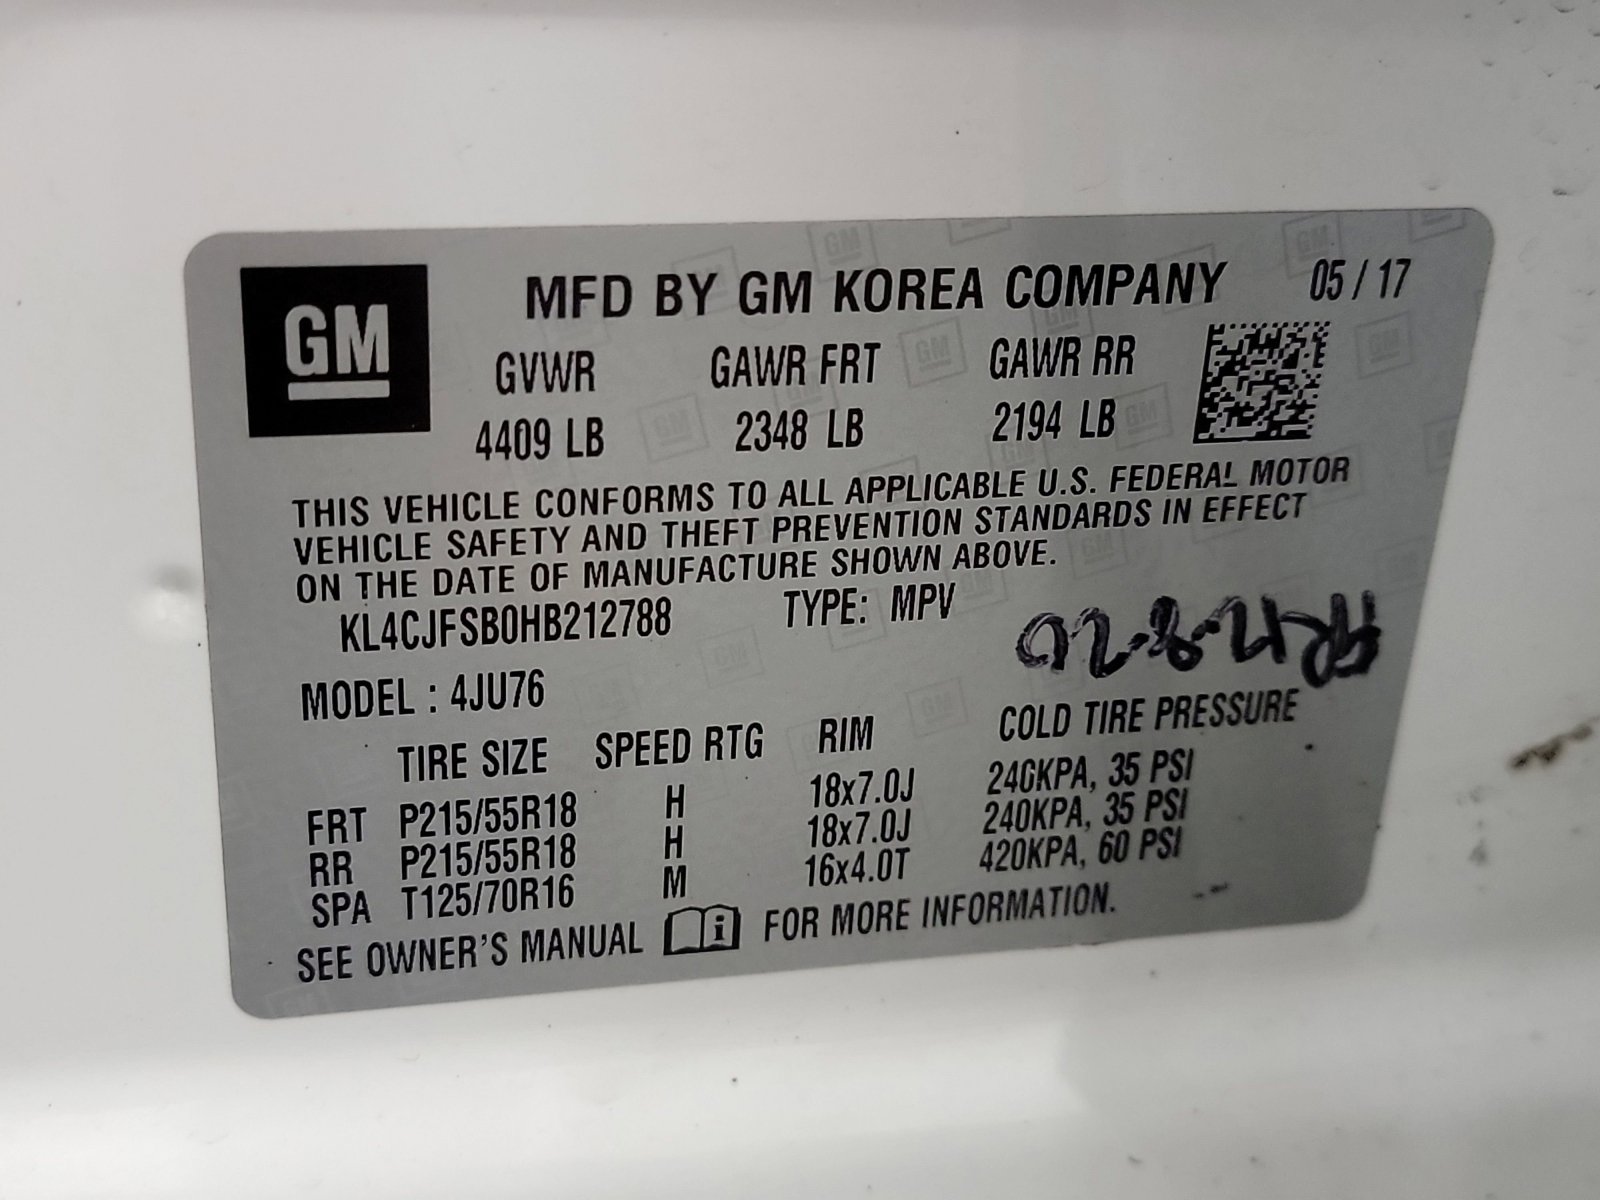 GM
MFD BY GM KOREA COMPANY 05 / 17
GVWR GAWR FRT GAWR RR
4409 LB 2348 LB 2194 LB
THIS VEHICLE CONFORMS TO ALL APPLICABLE U.S. FEDERAL MOTOR
VEHICLE SAFETY AND THEFT PREVENTION STANDARDS IN EFFECT
ON THE DATE OF MANUFACTURE SHOWN ABOVE.
KL4CJFSB0HB212788 TYPE: MPV
MODEL : 4JU76
TIRE SIZE SPEED RTG RIM COLD TIRE PRESSURE
FRT P215/55R18 H 18x7.0J 240KPA, 35 PSI
RR P215/55R18 H 18x7.0J 240KPA, 35 PSI
SPA T125/70R16 M 16x4.0T 420KPA, 60 PSI
SEE OWNER'S MANUAL i FOR MORE INFORMATION.